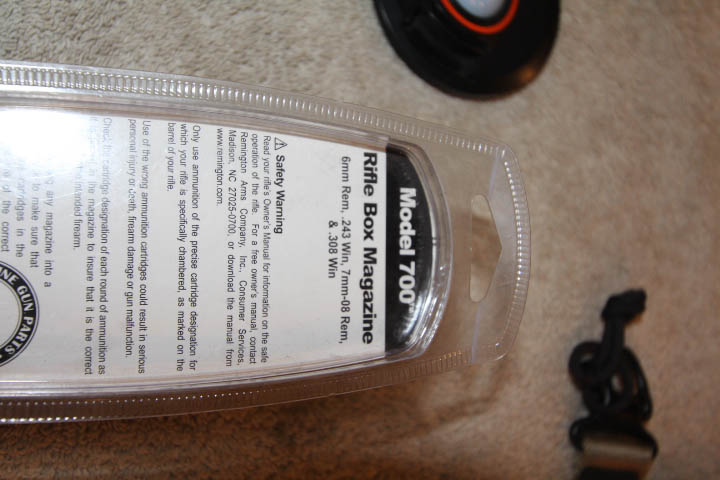 Model 700™
Rifle Box Magazine
6mm Rem, .243 Win, 7mm-08 Rem,
& .308 Win
⚠ Safety Warning
Read your rifle's Owner's Manual for information on the safe
operation of the rifle. For a free owner's manual, contact
Remington Arms Company, Inc., Consumer Services,
Madison, NC 27025-0700, or download the manual from
www.remington.com.
Only use ammunition of the precise cartridge designation for
which your rifle is specifically chambered, as marked on the
barrel of your rifle.
Use of the wrong ammunition cartridges could result in serious
personal injury or death, firearm damage or gun malfunction.
Check the cartridge designation of each round of ammunition as
in the magazine to insure that it is the correct
intended firearm.
any magazine into a
to make sure that
cartridges in the
of the correct
GUN PARTS